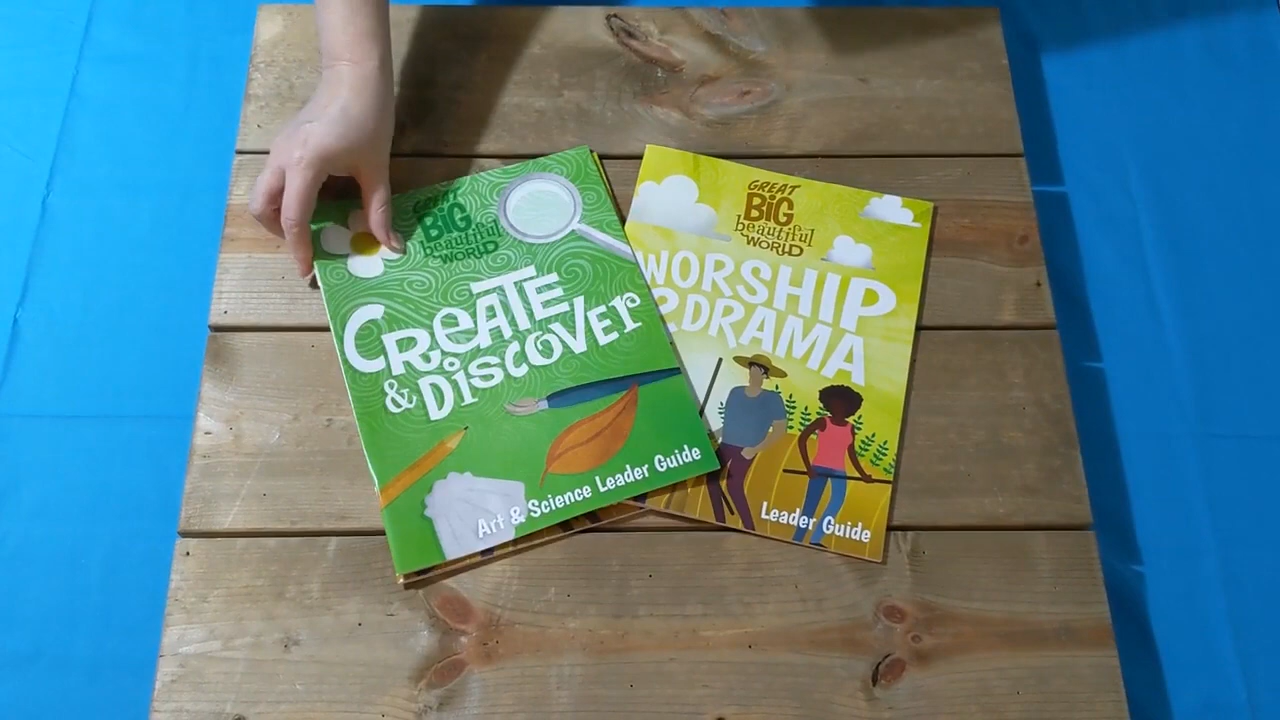 GREAT
BIG
beautiful
WORLD
CREATE
& DiSCOVEr
Art & Science Leader Guide
GREAT
BiG
beautiful
WORLD
WORSHIP
& DRAMA
Leader Guide